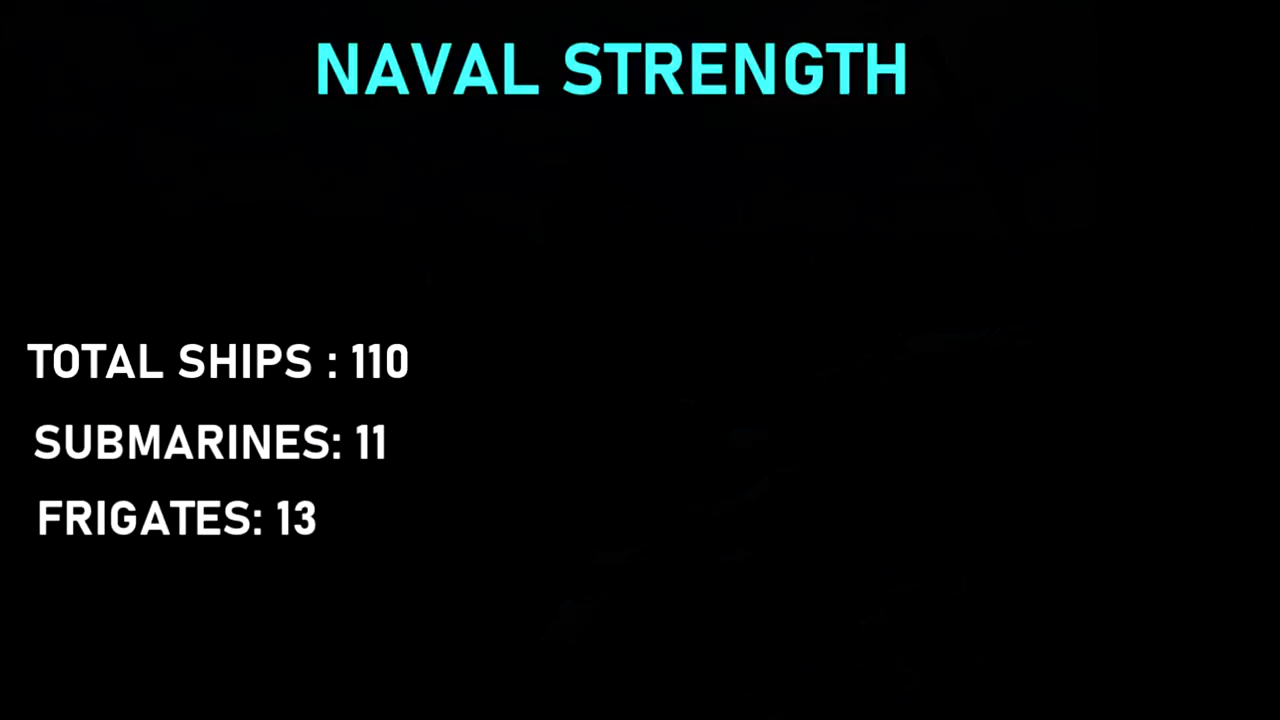 NAVAL STRENGTH
TOTAL SHIPS : 110
SUBMARINES: 11
FRIGATES: 13